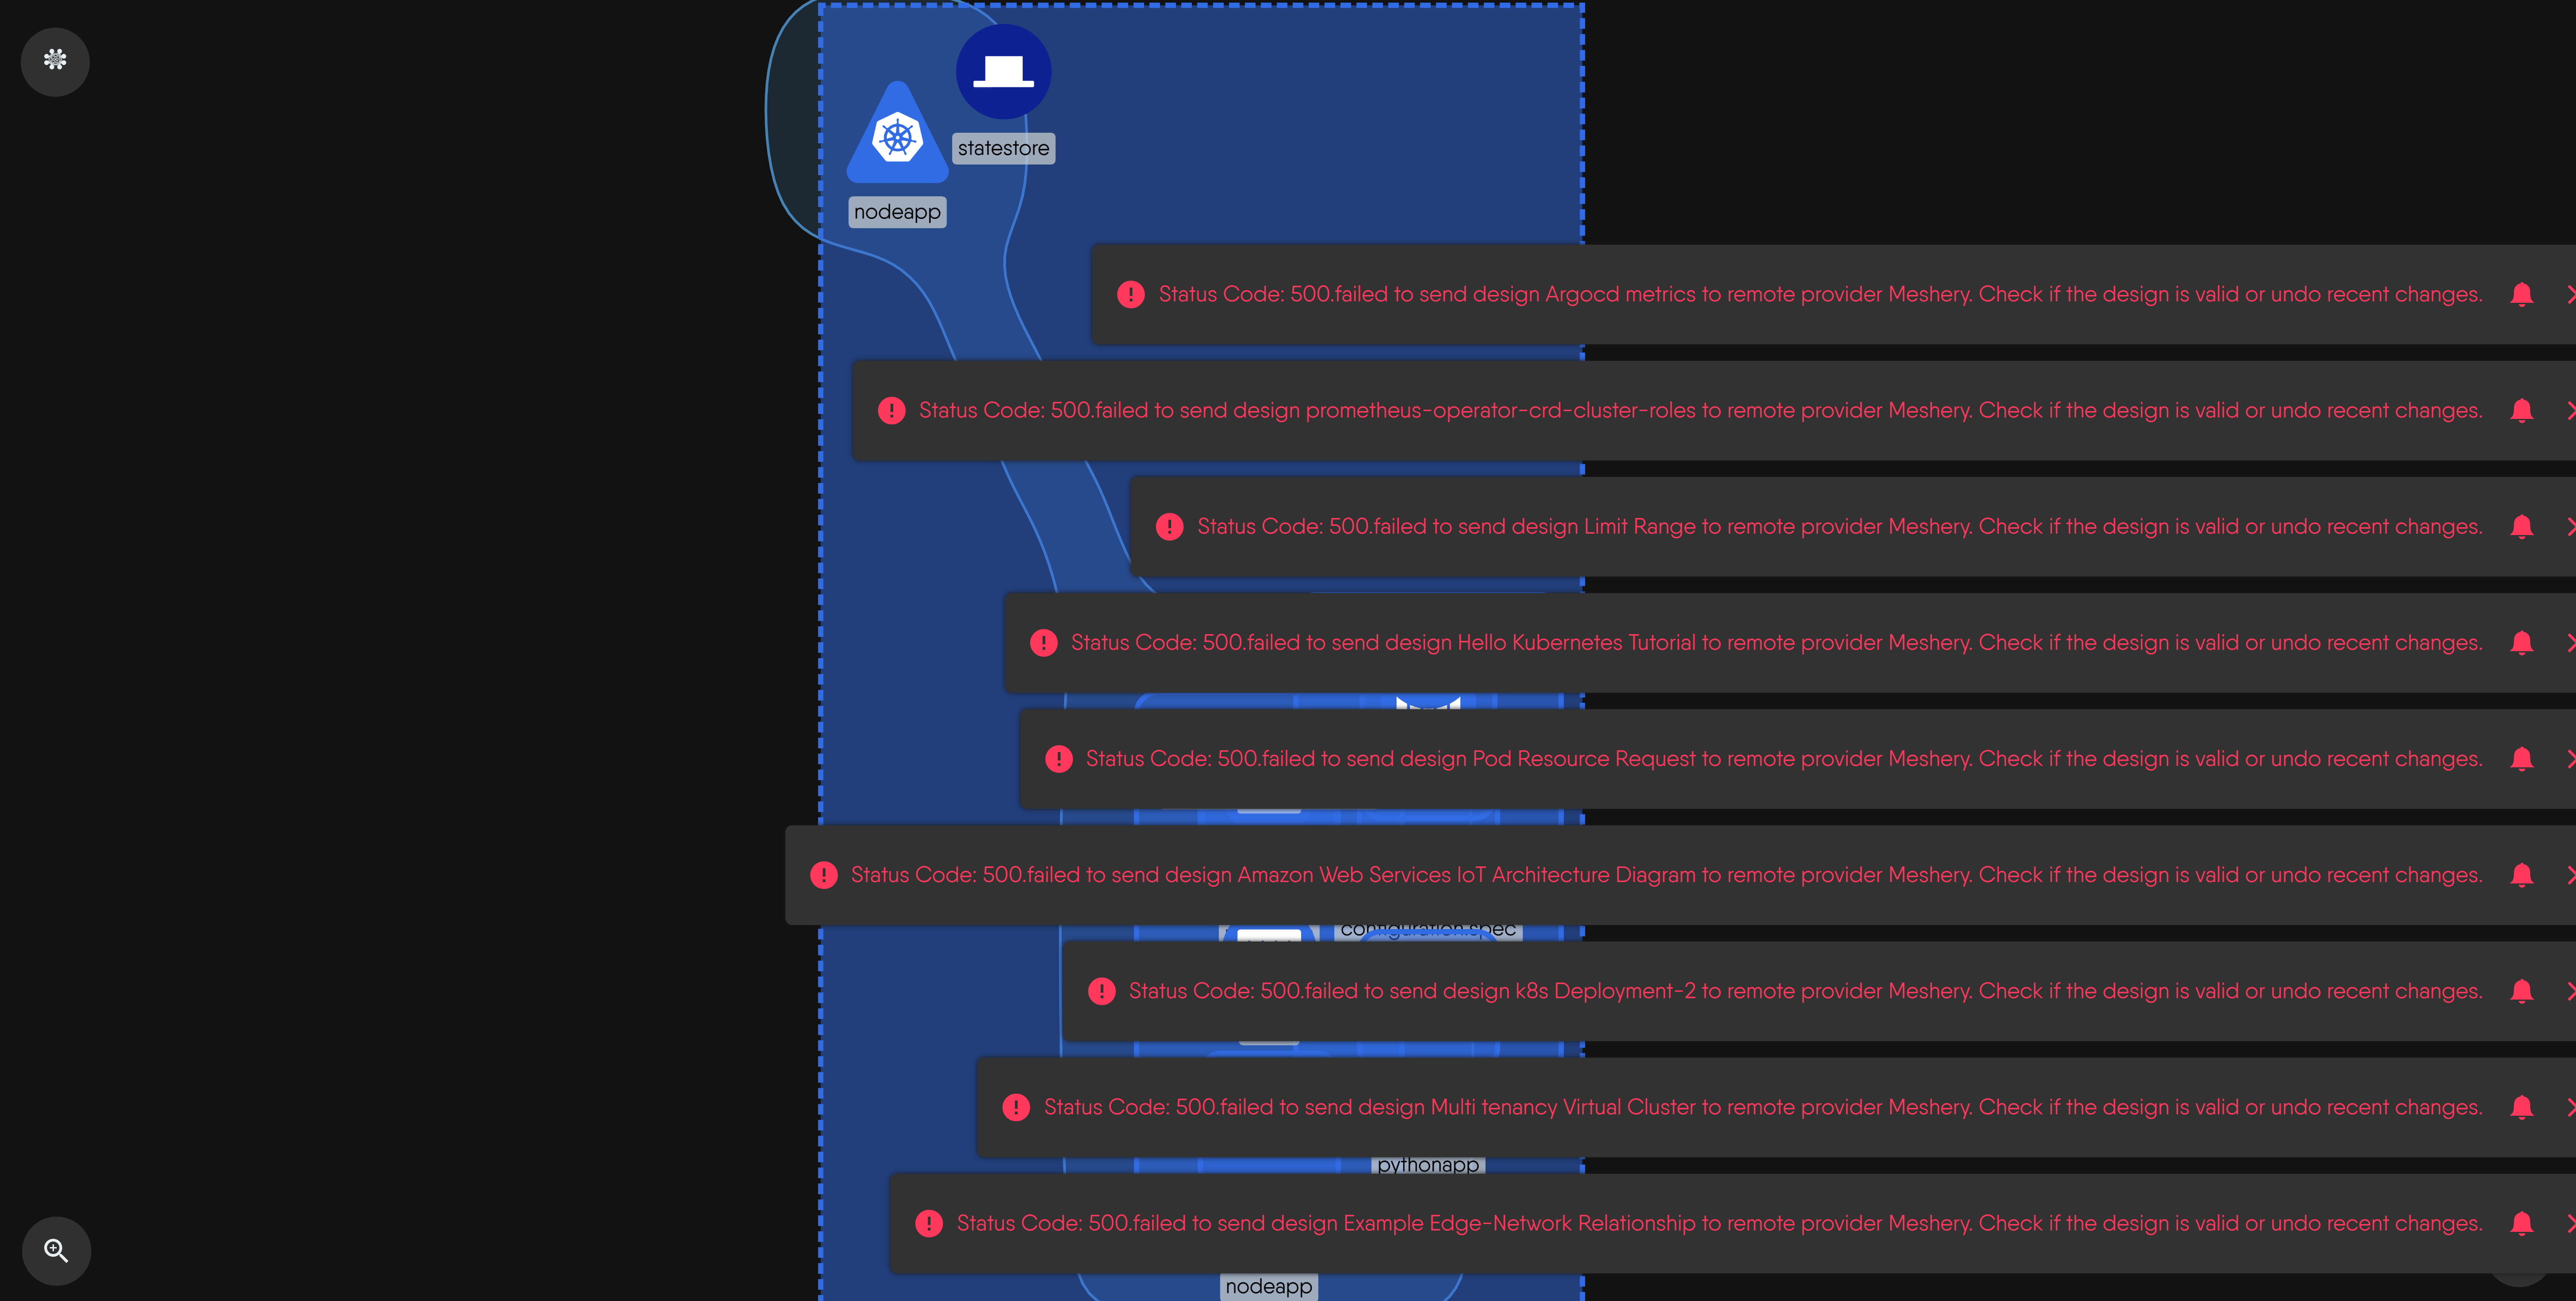 statestore
nodeapp
Status Code: 500.failed to send design Argocd metrics to remote provider Meshery. Check if the design is valid or undo recent changes.
Status Code: 500.failed to send design prometheus-operator-crd-cluster-roles to remote provider Meshery. Check if the design is valid or undo recent changes.
Status Code: 500.failed to send design Limit Range to remote provider Meshery. Check if the design is valid or undo recent changes.
Status Code: 500.failed to send design Hello Kubernetes Tutorial to remote provider Meshery. Check if the design is valid or undo recent changes.
Status Code: 500.failed to send design Pod Resource Request to remote provider Meshery. Check if the design is valid or undo recent changes.
Status Code: 500.failed to send design Amazon Web Services IoT Architecture Diagram to remote provider Meshery. Check if the design is valid or undo recent changes.
configuration.spec
Status Code: 500.failed to send design k8s Deployment-2 to remote provider Meshery. Check if the design is valid or undo recent changes.
Status Code: 500.failed to send design Multi tenancy Virtual Cluster to remote provider Meshery. Check if the design is valid or undo recent changes.
pythonapp
Status Code: 500.failed to send design Example Edge-Network Relationship to remote provider Meshery. Check if the design is valid or undo recent changes.
nodeapp